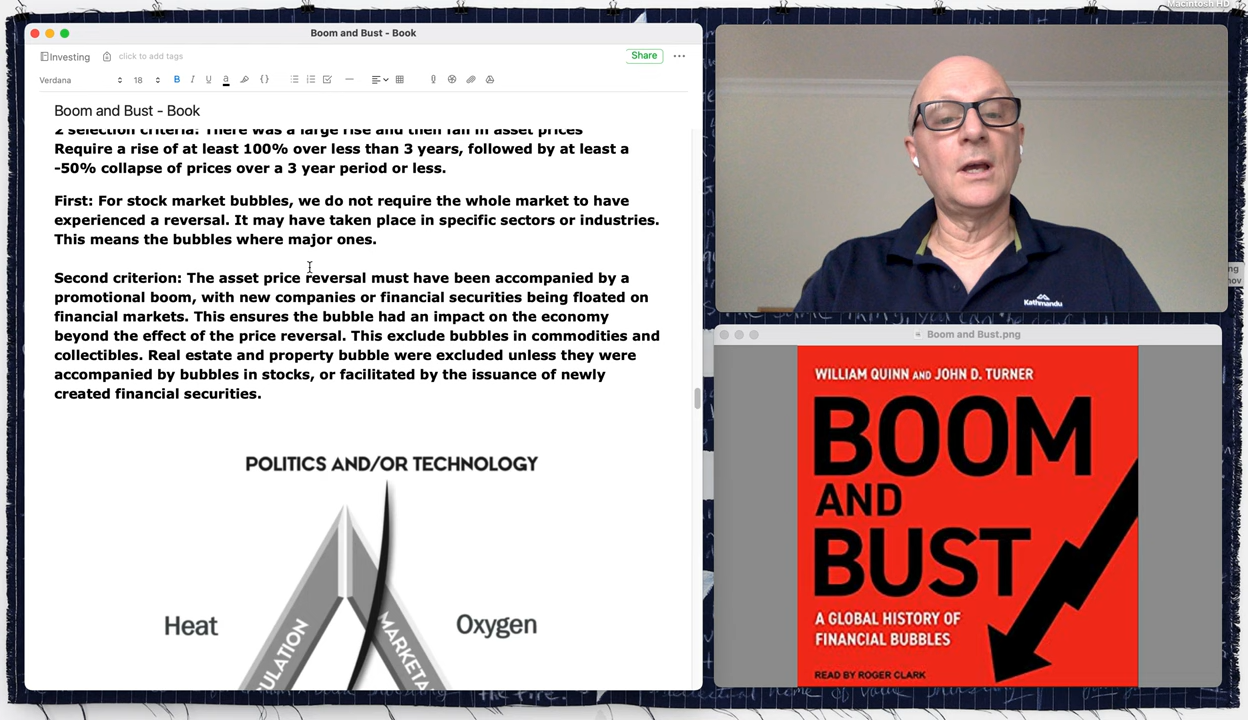 Macintosh HD
Boom and Bust - Book
Investing
click to add tags
Share
Verdana
18
B I U a
Boom and Bust - Book
2 selection criteria: There was a large rise and then fall in asset prices
Require a rise of at least 100% over less than 3 years, followed by at least a
-50% collapse of prices over a 3 year period or less.
First: For stock market bubbles, we do not require the whole market to have
experienced a reversal. It may have taken place in specific sectors or industries.
This means the bubbles where major ones.
Second criterion: The asset price reversal must have been accompanied by a
promotional boom, with new companies or financial securities being floated on
financial markets. This ensures the bubble had an impact on the economy
beyond the effect of the price reversal. This exclude bubbles in commodities and
collectibles. Real estate and property bubble were excluded unless they were
accompanied by bubbles in stocks, or facilitated by the issuance of newly
created financial securities.
POLITICS AND/OR TECHNOLOGY
Heat
Oxygen
ULATION
MARKETA
Kathmandu
ng
hov
Boom and Bust.png
WILLIAM QUINN AND JOHN D. TURNER
BOOM
AND
BUST
A GLOBAL HISTORY OF
FINANCIAL BUBBLES
READ BY ROGER CLARK
the fire.